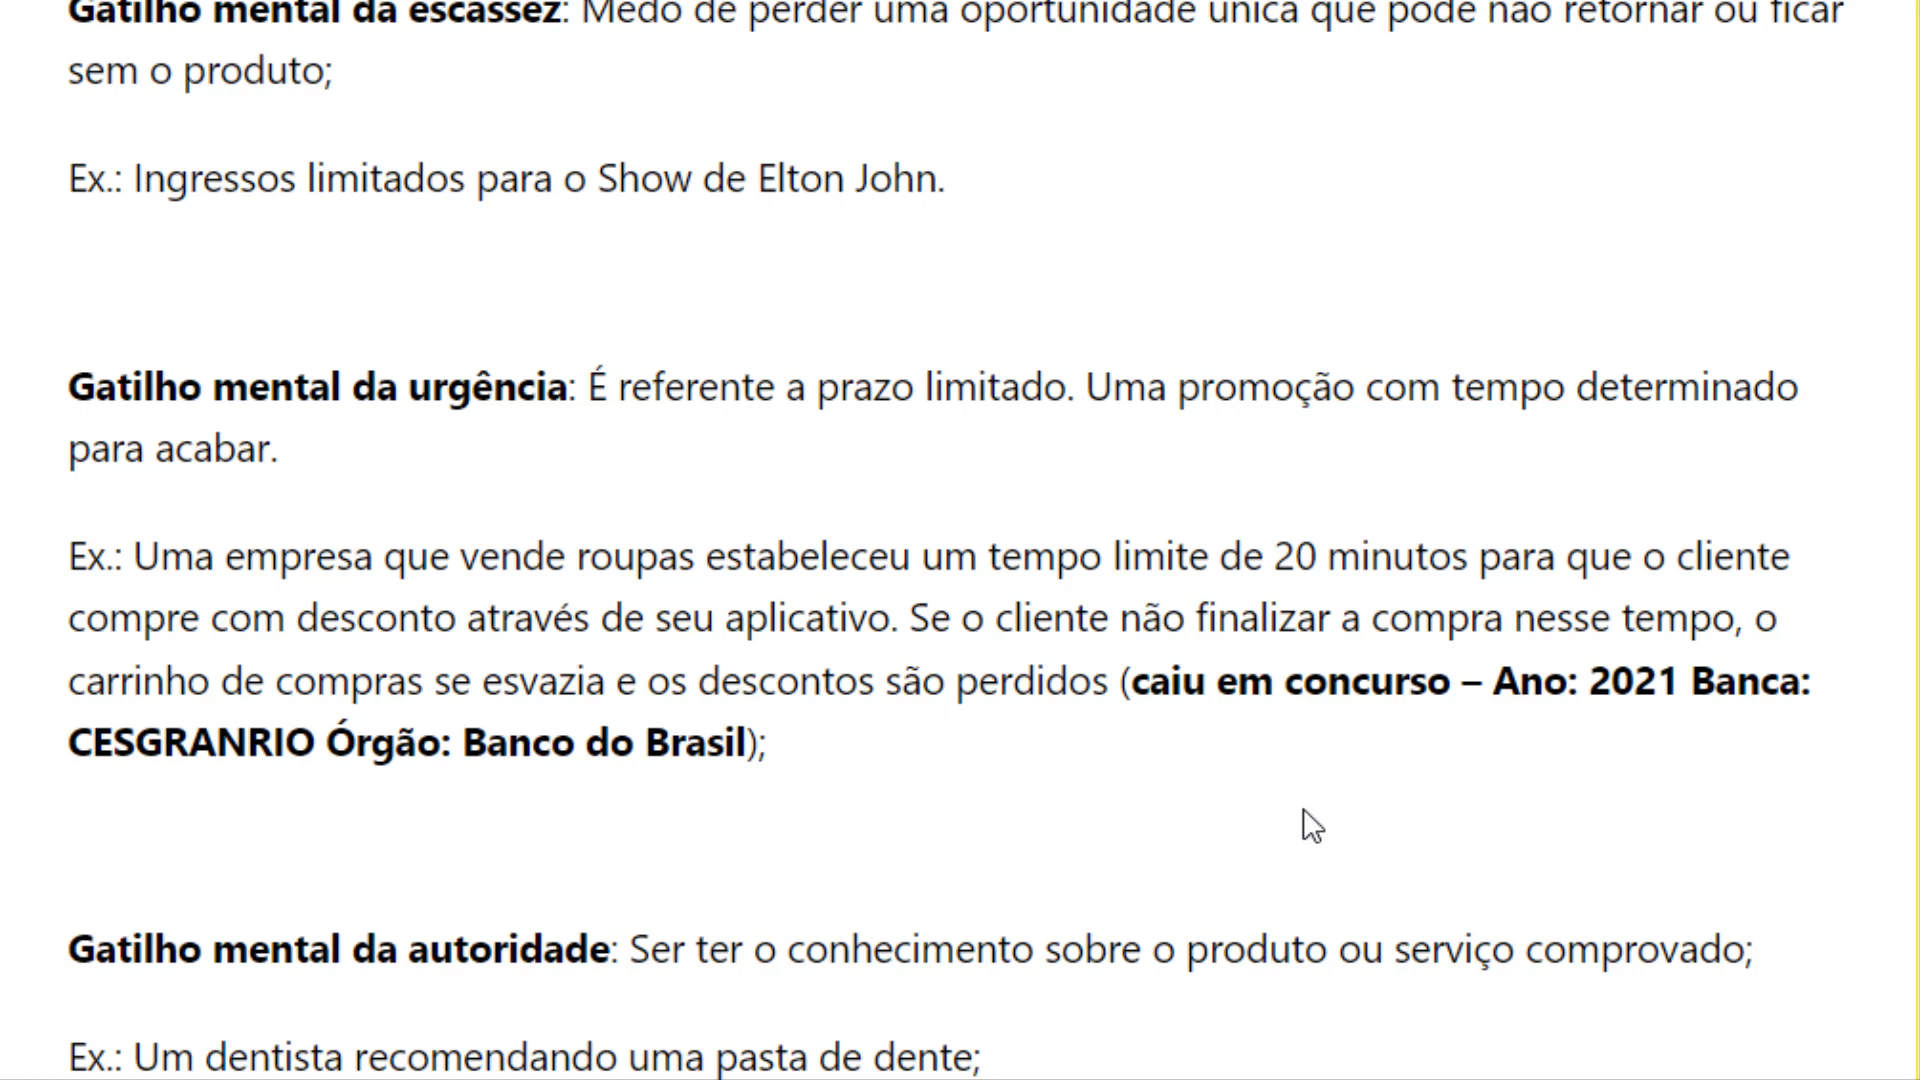 Gatilho mental da escassez: Medo de perder uma oportunidade única que pode não retornar ou ficar
sem o produto;
Ex.: Ingressos limitados para o Show de Elton John.
Gatilho mental da urgência: É referente a prazo limitado. Uma promoção com tempo determinado
para acabar.
Ex.: Uma empresa que vende roupas estabeleceu um tempo limite de 20 minutos para que o cliente
compre com desconto através de seu aplicativo. Se o cliente não finalizar a compra nesse tempo, o
carrinho de compras se esvazia e os descontos são perdidos (caiu em concurso – Ano: 2021 Banca:
CESGRANRIO Órgão: Banco do Brasil);
Gatilho mental da autoridade: Ser ter o conhecimento sobre o produto ou serviço comprovado;
Ex.: Um dentista recomendando uma pasta de dente;